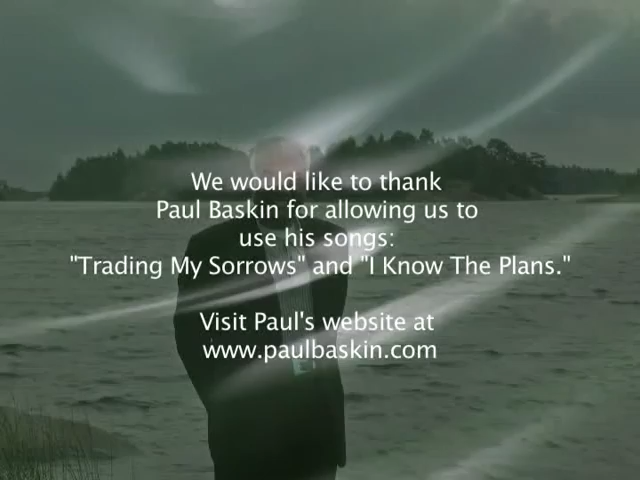 We would like to thank
Paul Baskin for allowing us to
use his songs:
"Trading My Sorrows" and "I Know The Plans."
Visit Paul's website at
www.paulbaskin.com